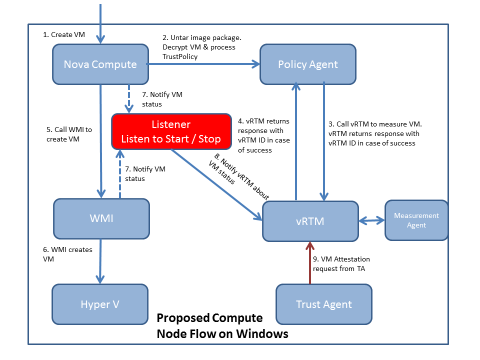 1. Create VM
2. Untar image package.
Decrypt VM & process
TrustPolicy
Nova Compute
Policy Agent
7. Notify VM
status
Listener
Listen to Start / Stop
5. Call WMI to
create VM
4. vRTM returns
response with
vRTM ID in case
of success
3. Call vRTM to measure VM.
vRTM returns response with
vRTM ID in case of success
7. Notify VM
status
8. Notify vRTM about
VM status
WMI
vRTM
Measurement
Agent
6. WMI creates
VM
9. VM Attestation
request from TA
Hyper V
Trust Agent
Proposed Compute
Node Flow on Windows